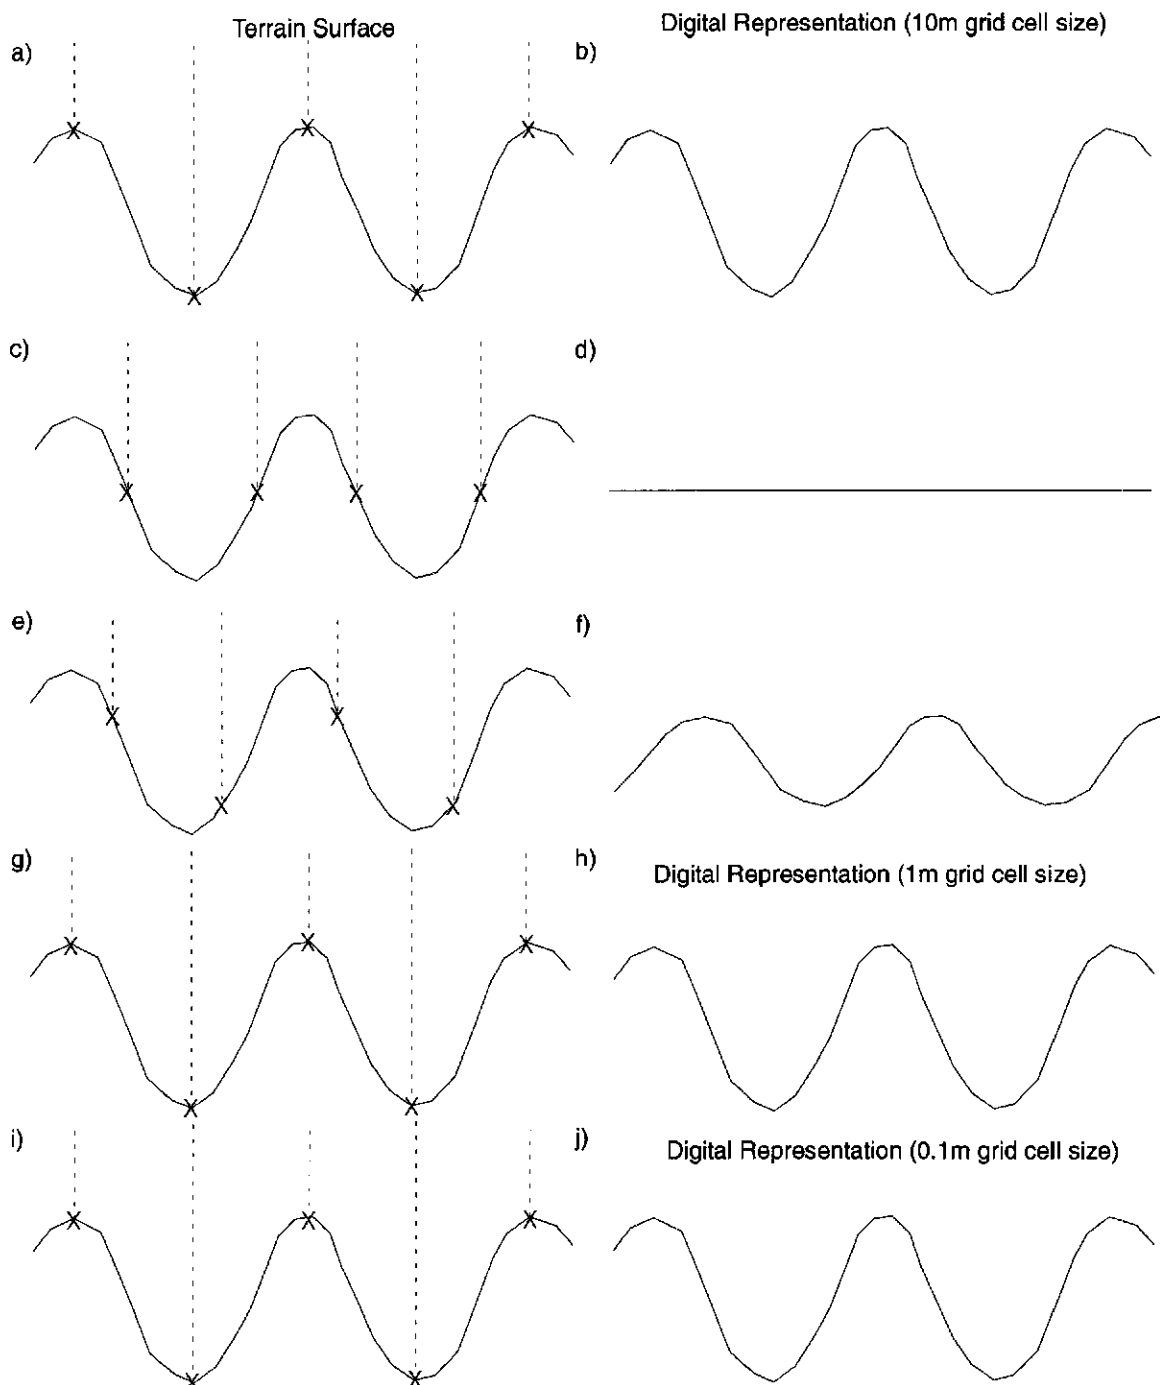 Terrain Surface
Digital Representation (10m grid cell size)
a)
b)
c)
d)
e)
f)
g)
h)
Digital Representation (1m grid cell size)
i)
j)
Digital Representation (0.1m grid cell size)